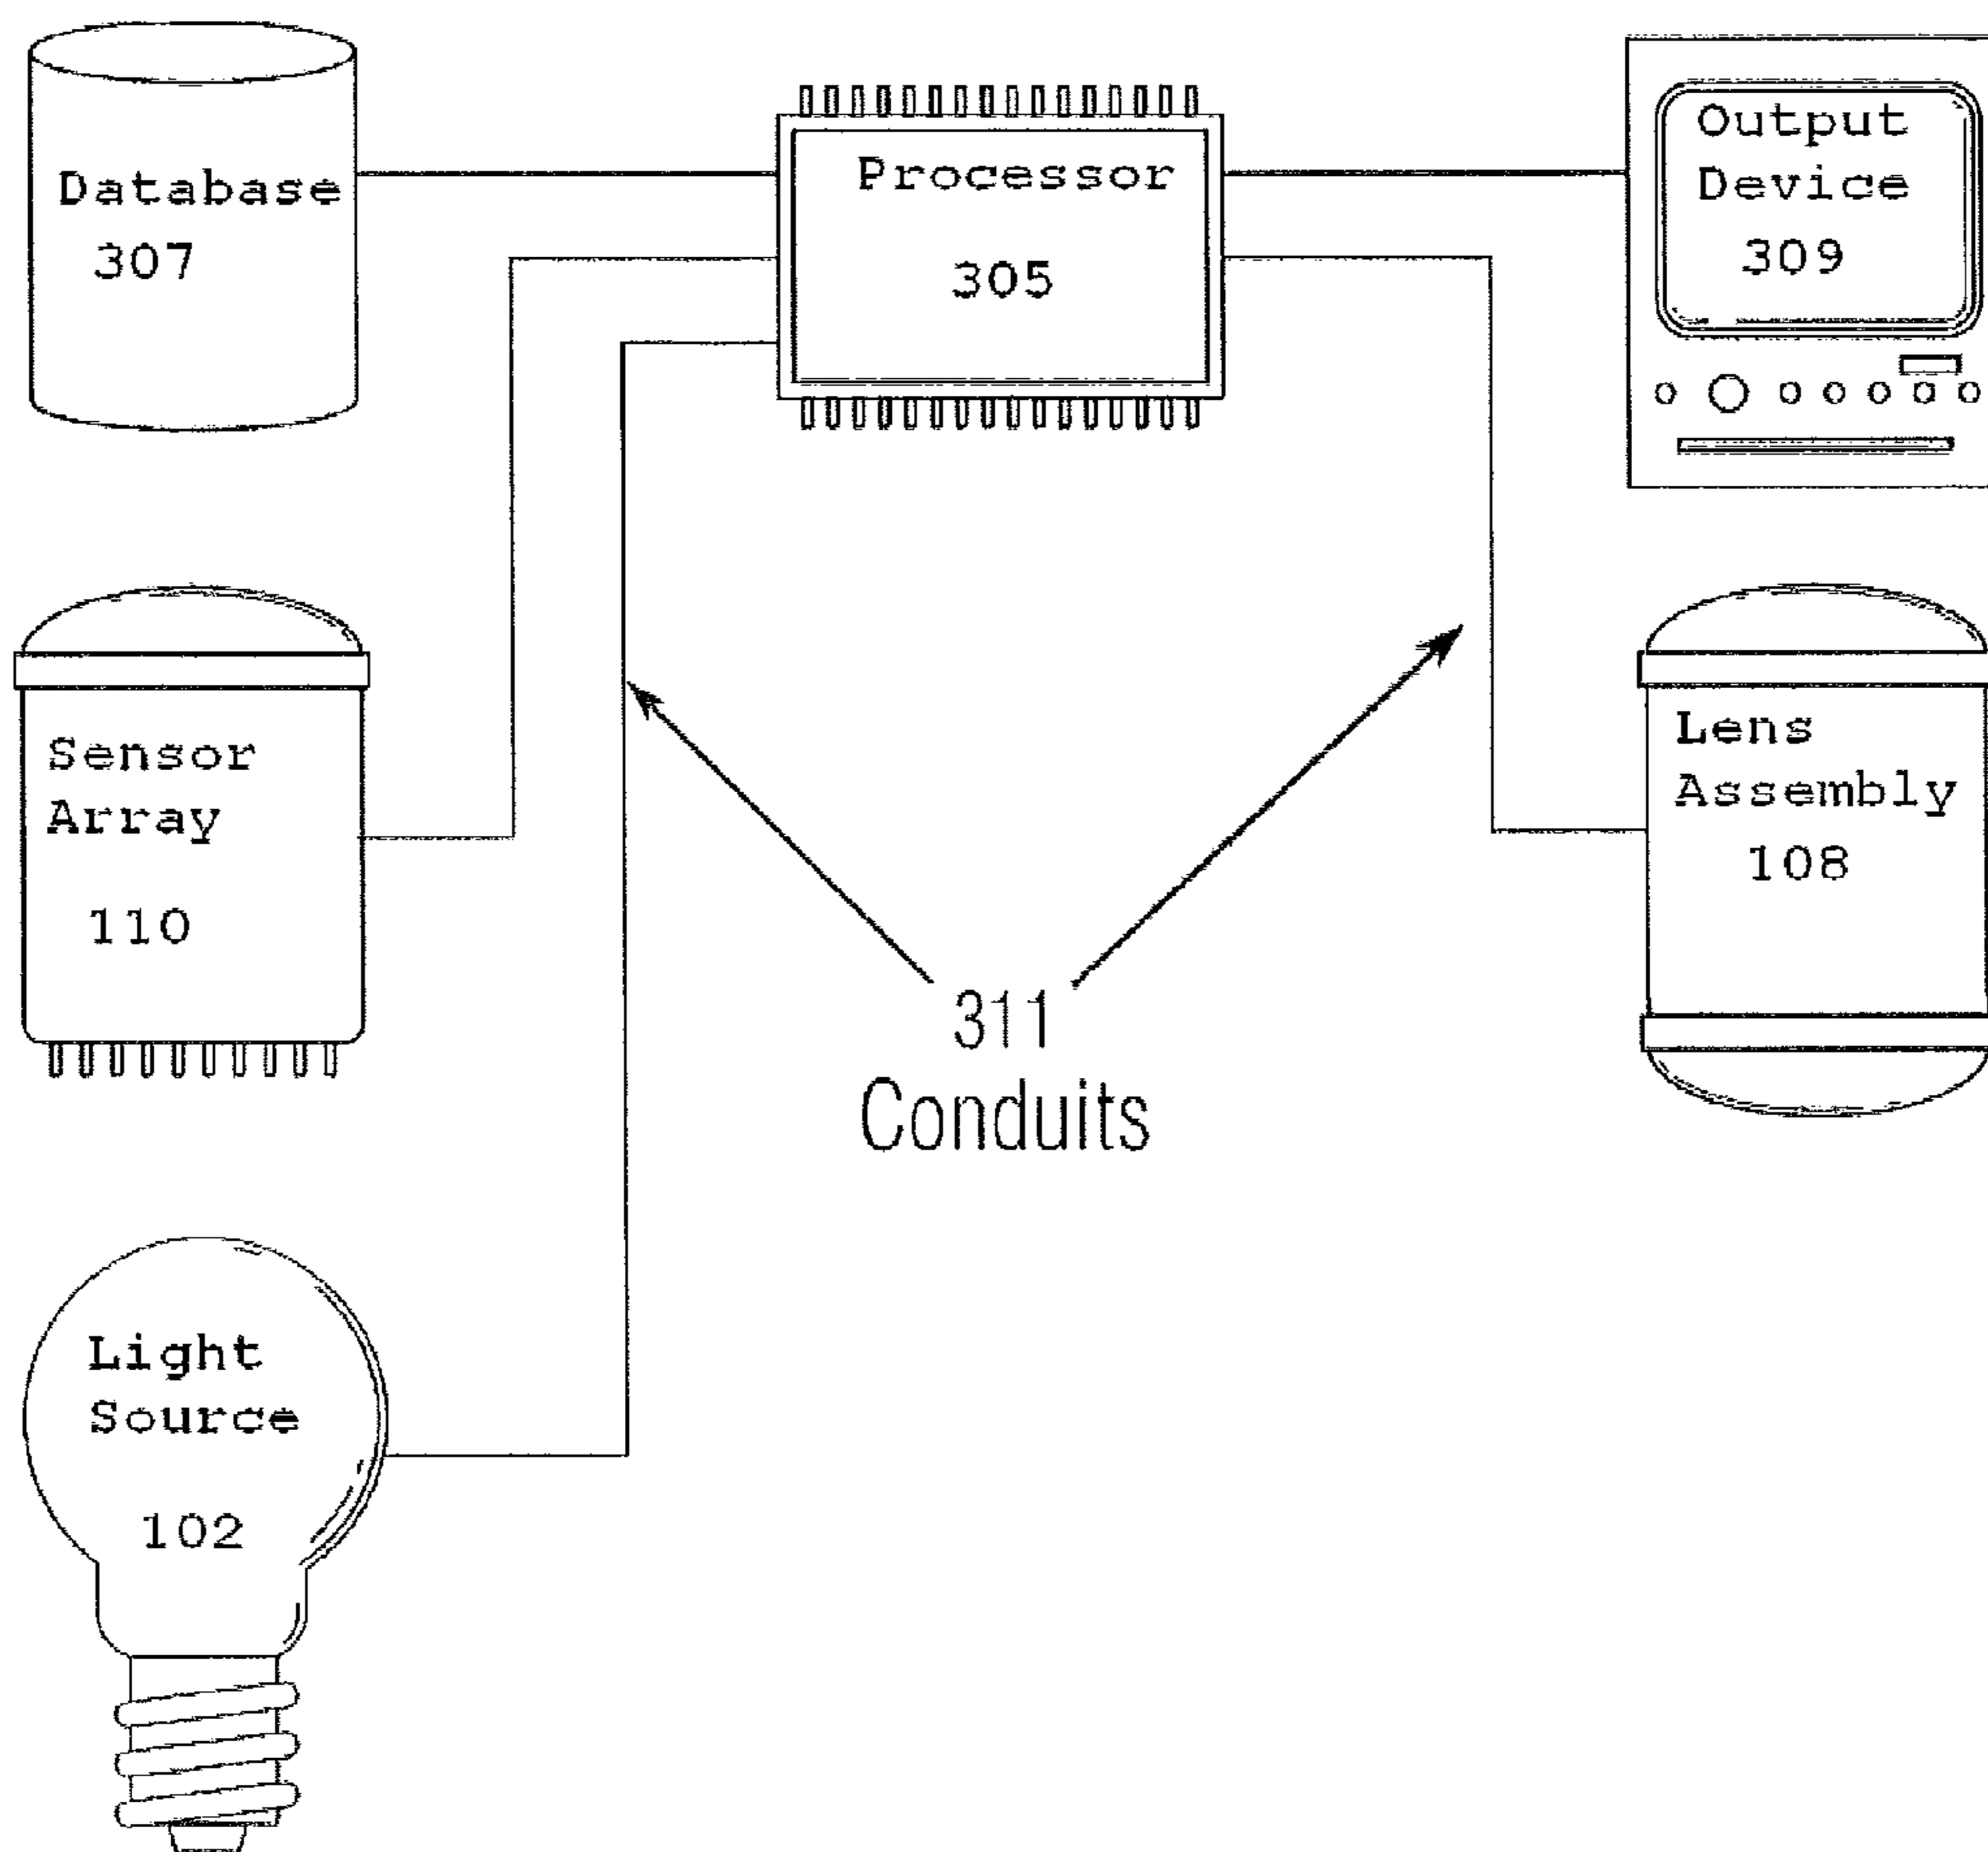 Database
307
Processor
305
Output
Device
309
Sensor
Array
110
Lens
Assembly
108
311
Conduits
Light
Source
102